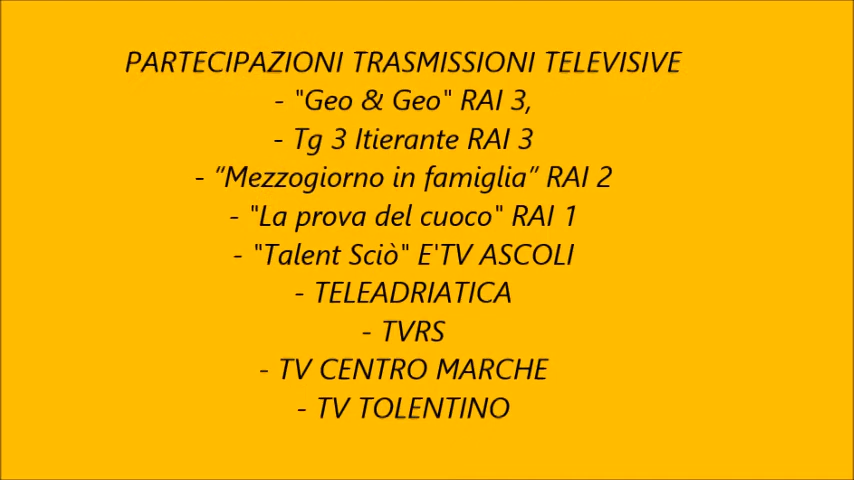 PARTECIPAZIONI TRASMISSIONI TELEVISIVE
- "Geo & Geo" RAI 3,
- Tg 3 Itierante RAI 3
- ”Mezzogiorno in famiglia” RAI 2
- "La prova del cuoco" RAI 1
- "Talent Sciò" E'TV ASCOLI
- TELEADRIATICA
- TVRS
- TV CENTRO MARCHE
- TV TOLENTINO